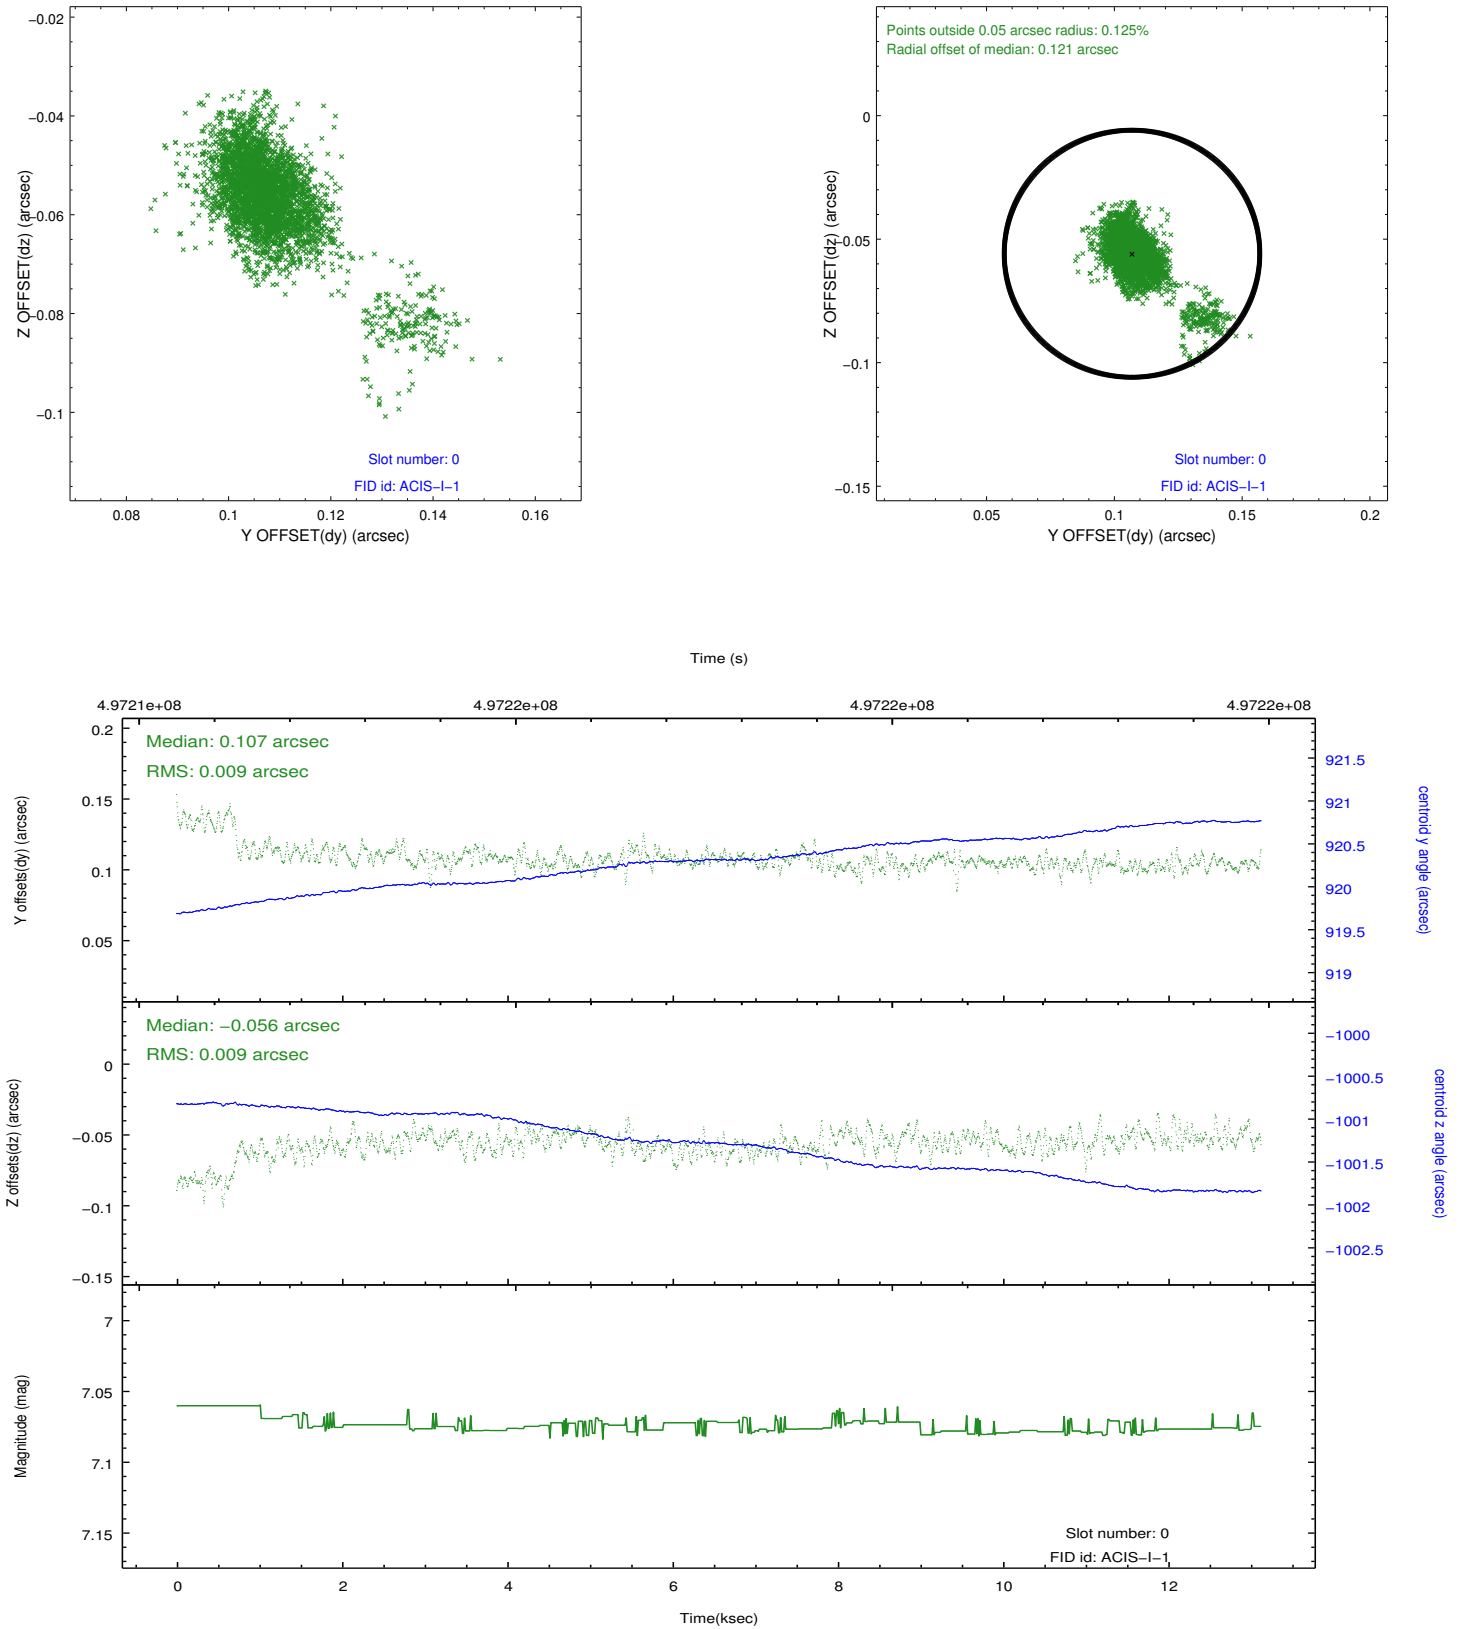 −0.02
−0.04
−0.06
−0.08
−0.1
Z OFFSET(dz) (arcsec)
Slot number: 0
FID id: ACIS−I−1
0.08 0.1 0.12 0.14 0.16
Y OFFSET(dy) (arcsec)
Points outside 0.05 arcsec radius: 0.125%
Radial offset of median: 0.121 arcsec
0
−0.05
−0.1
−0.15
Z OFFSET(dz) (arcsec)
Slot number: 0
FID id: ACIS−I−1
0.05 0.1 0.15 0.2
Y OFFSET(dy) (arcsec)
Time (s)
4.9721e+08 4.9722e+08 4.9722e+08 4.9722e+08
Median: 0.107 arcsec
RMS: 0.009 arcsec
0.2
0.15
0.1
0.05
Y offsets(dy) (arcsec)
921.5
921
920.5
920
919.5
919
centroid y angle (arcsec)
Median: −0.056 arcsec
RMS: 0.009 arcsec
0
−0.05
−0.1
−0.15
Z offsets(dz) (arcsec)
−1000
−1000.5
−1001
−1001.5
−1002
−1002.5
centroid z angle (arcsec)
7
7.05
7.1
7.15
Magnitude (mag)
Slot number: 0
FID id: ACIS−I−1
0 2 4 6 8 10 12
Time(ksec)